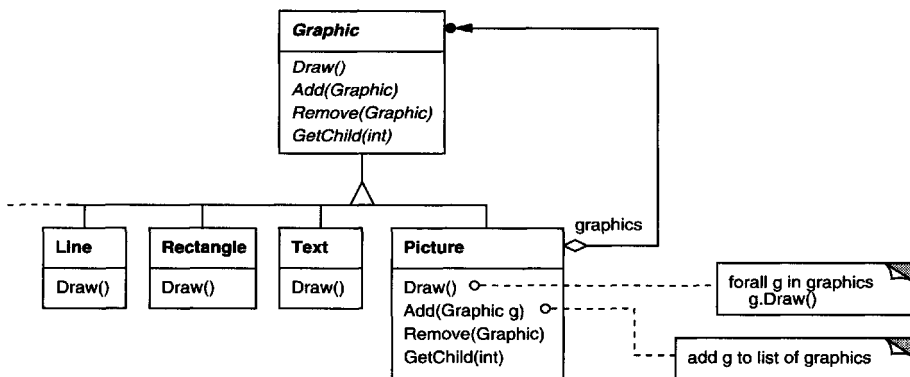 Graphic
Draw()
Add(Graphic)
Remove(Graphic)
GetChild(int)
graphics
Line
Draw()
Rectangle
Draw()
Text
Draw()
Picture
Draw()
Add(Graphic g)
Remove(Graphic)
GetChild(int)
forall g in graphics
g.Draw()
add g to list of graphics